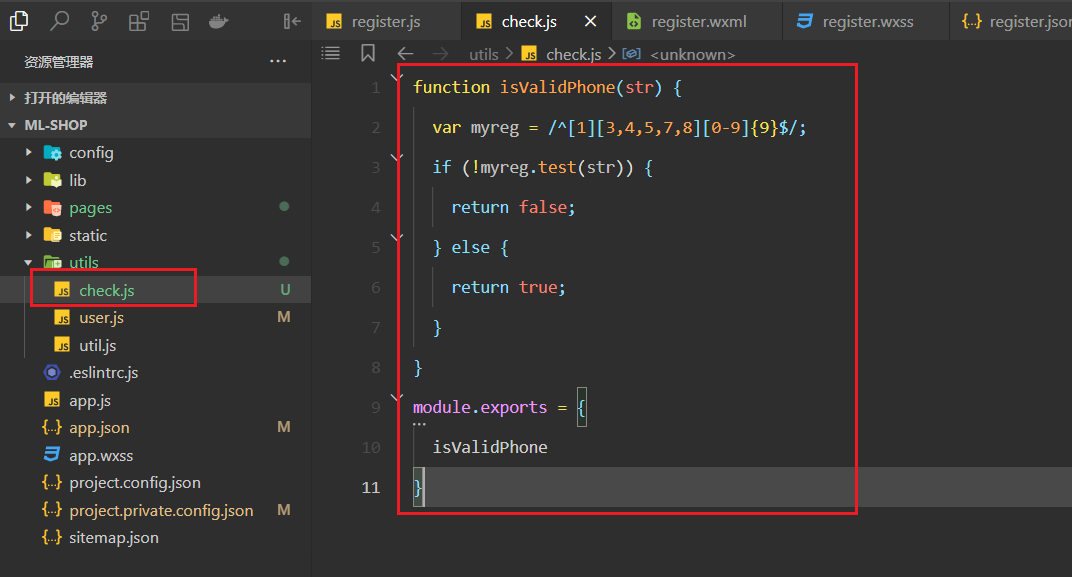 register.js
check.js
register.wxml
register.wxss
register.json
资源管理器
utils > check.js > <unknown>
打开的编辑器
ML-SHOP
config
lib
pages
static
utils
check.js U
user.js M
util.js
.eslintrc.js
app.js
app.json M
app.wxss
project.config.json
project.private.config.json M
sitemap.json
1 function isValidPhone(str) {
2 var myreg = /^[1][3,4,5,7,8][0-9]{9}$/;
3 if (!myreg.test(str)) {
4 return false;
5 } else {
6 return true;
7 }
8 }
9 module.exports = {
10 isValidPhone
11 }